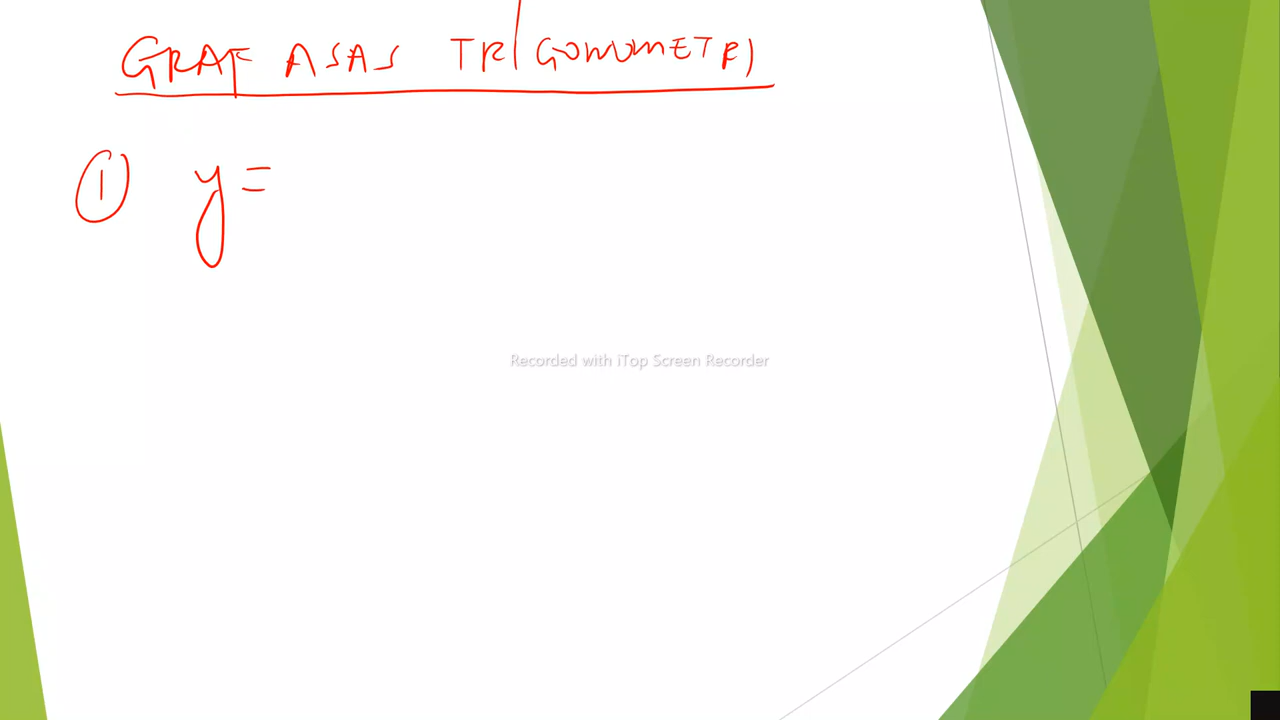 GRAF ASAS TRIGONOMETRI
① y =
Recorded with iTop Screen Recorder